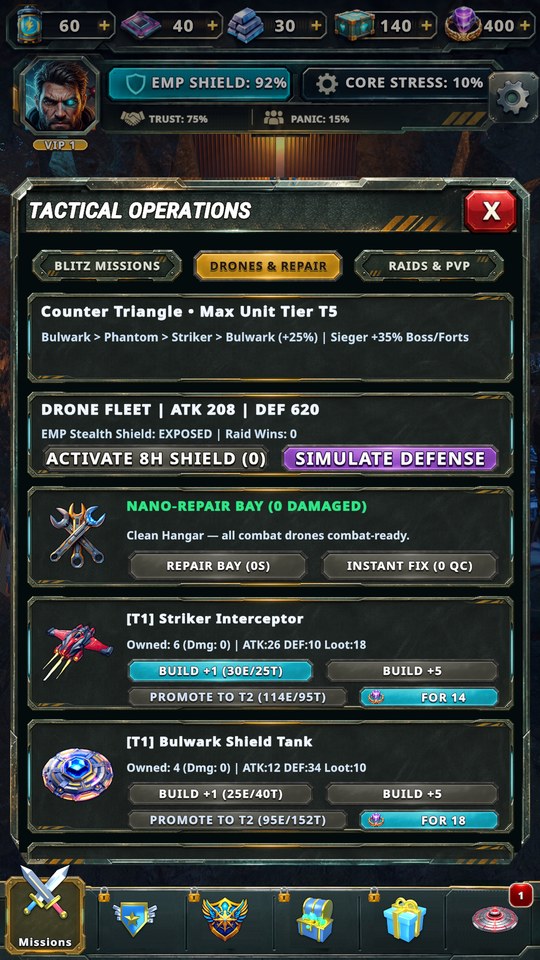 60 + 40 + 30 + 140 + 400 +
EMP SHIELD: 92% CORE STRESS: 10%
TRUST: 75% PANIC: 15%
VIP 1
TACTICAL OPERATIONS X
BLITZ MISSIONS DRONES & REPAIR RAIDS & PVP
Counter Triangle • Max Unit Tier T5
Bulwark > Phantom > Striker > Bulwark (+25%) | Sieger +35% Boss/Forts
DRONE FLEET | ATK 208 | DEF 620
EMP Stealth Shield: EXPOSED | Raid Wins: 0
ACTIVATE 8H SHIELD (0) SIMULATE DEFENSE
NANO-REPAIR BAY (0 DAMAGED)
Clean Hangar — all combat drones combat-ready.
REPAIR BAY (0S) INSTANT FIX (0 QC)
[T1] Striker Interceptor
Owned: 6 (Dmg: 0) | ATK:26 DEF:10 Loot:18
BUILD +1 (30E/25T) BUILD +5
PROMOTE TO T2 (114E/95T) FOR 14
[T1] Bulwark Shield Tank
Owned: 4 (Dmg: 0) | ATK:12 DEF:34 Loot:10
BUILD +1 (25E/40T) BUILD +5
PROMOTE TO T2 (95E/152T) FOR 18
1
Missions